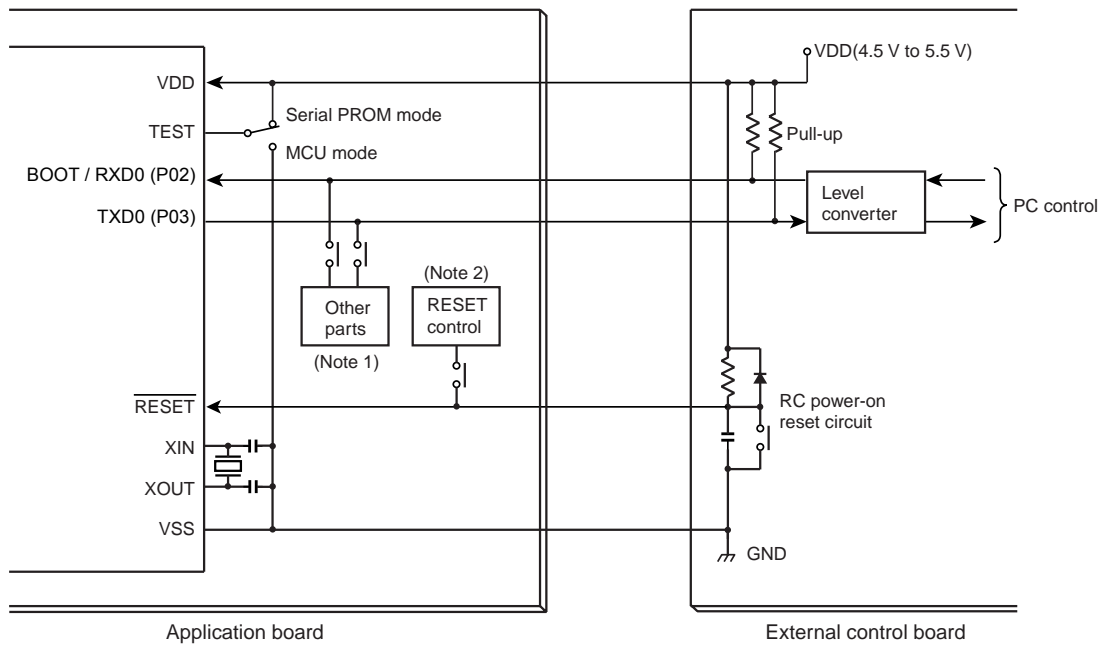 VDD(4.5 V to 5.5 V)
VDD
Serial PROM mode
TEST
Pull-up
MCU mode
BOOT / RXD0 (P02)
Level
converter
PC control
TXD0 (P03)
(Note 2)
Other
parts
RESET
control
(Note 1)
RESET
RC power-on
reset circuit
XIN
XOUT
VSS
GND
Application board
External control board